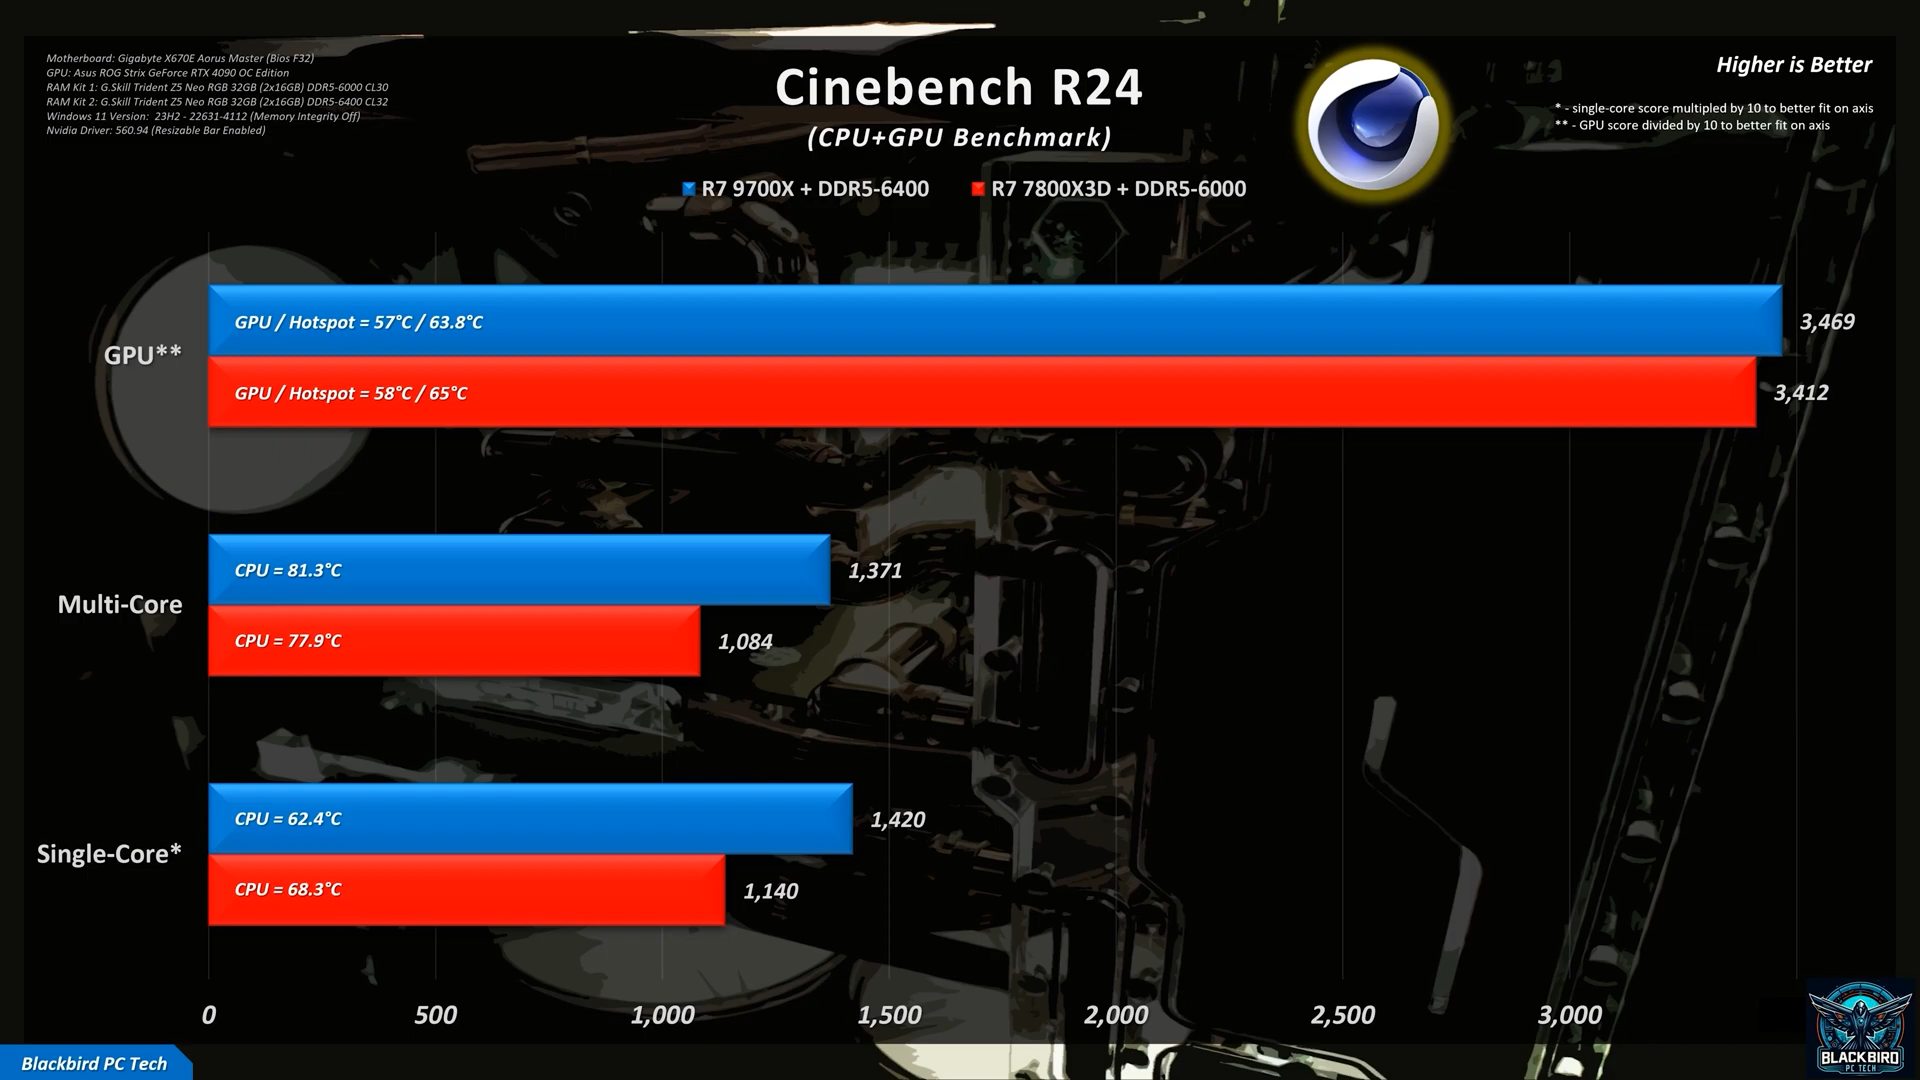 Motherboard: Gigabyte X670E Aorus Master (Bios F32)
GPU: Asus ROG Strix GeForce RTX 4090 OC Edition
RAM Kit 1: G.Skill Trident Z5 Neo RGB 32GB (2x16GB) DDR5-6000 CL30
RAM Kit 2: G.Skill Trident Z5 Neo RGB 32GB (2x16GB) DDR5-6400 CL32
Windows 11 Version: 23H2 - 22631-4112 (Memory Integrity Off)
Nvidia Driver: 560.94 (Resizable Bar Enabled)
Cinebench R24
(CPU+GPU Benchmark)
R7 9700X + DDR5-6400 R7 7800X3D + DDR5-6000
Higher is Better
* - single-core score multipled by 10 to better fit on axis
** - GPU score divided by 10 to better fit on axis
GPU**
GPU / Hotspot = 57°C / 63.8°C 3,469
GPU / Hotspot = 58°C / 65°C 3,412
Multi-Core
CPU = 81.3°C 1,371
CPU = 77.9°C 1,084
Single-Core*
CPU = 62.4°C 1,420
CPU = 68.3°C 1,140
0 500 1,000 1,500 2,000 2,500 3,000
Blackbird PC Tech
BLACKBIRD
PC TECH